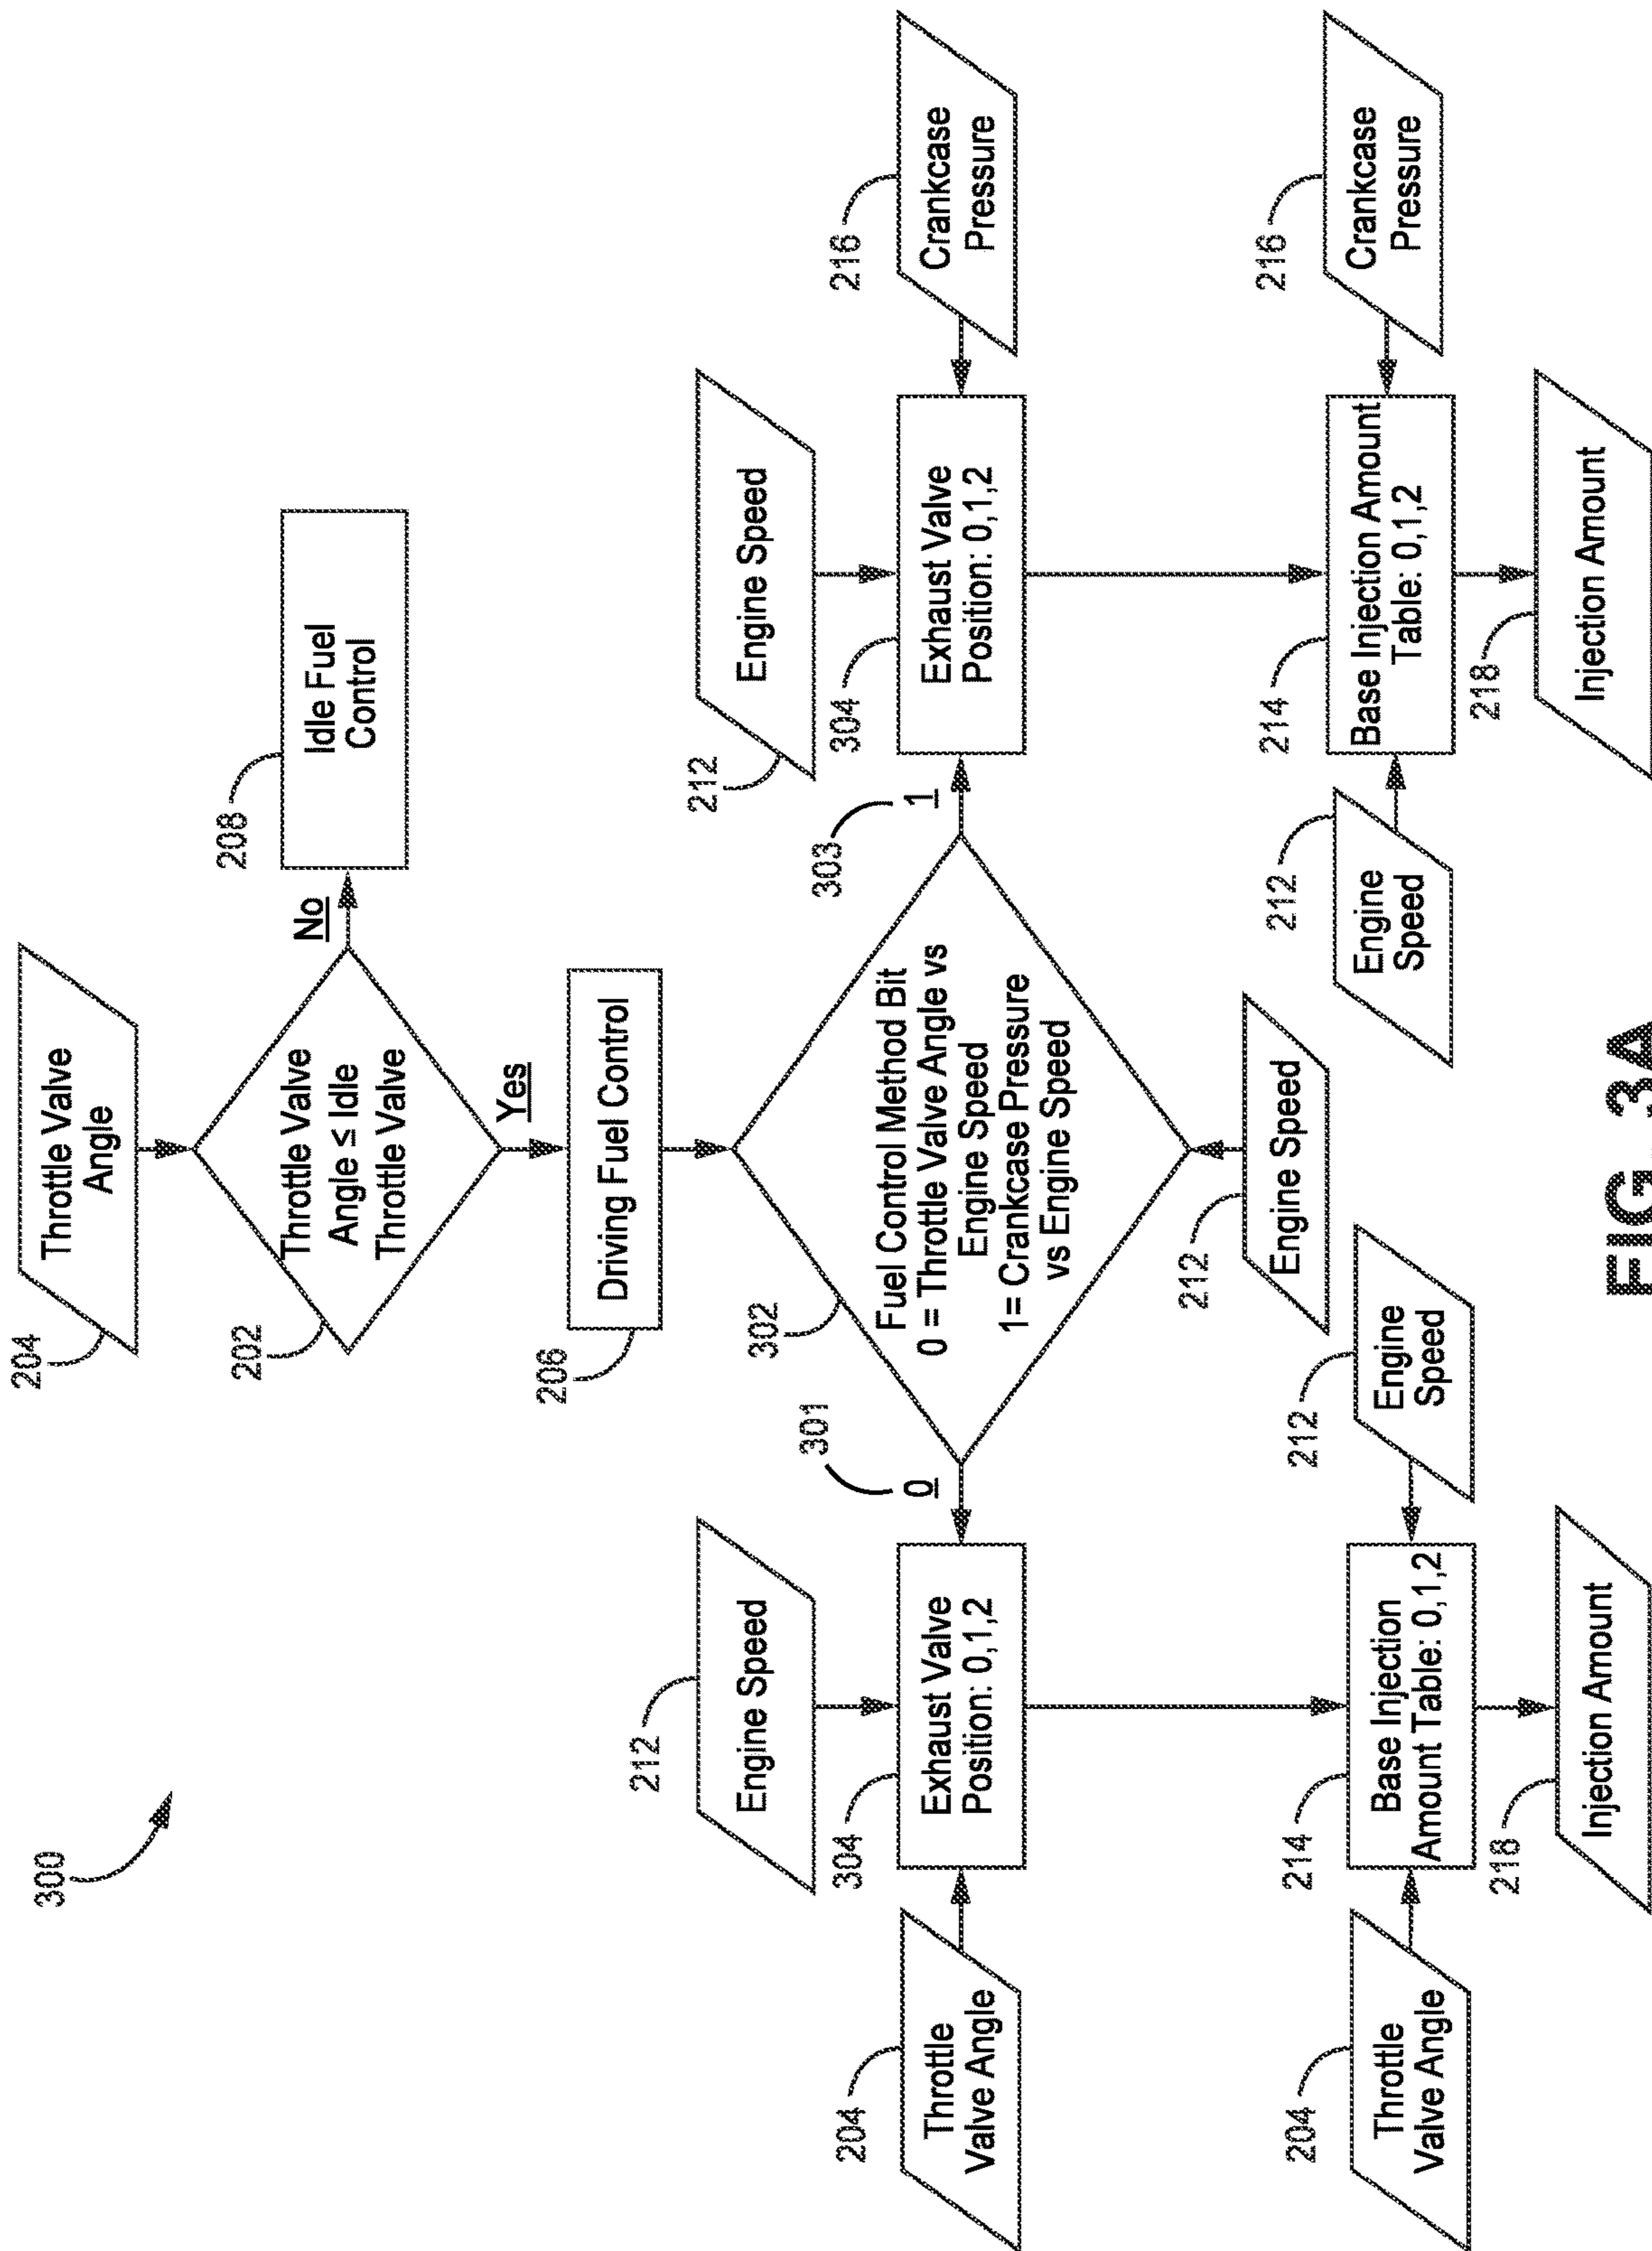 300
204
Throttle Valve
Angle
202
Throttle Valve
Angle ≤ Idle
Throttle Valve
No
208
Idle Fuel
Control
Yes
206
Driving Fuel Control
302
Fuel Control Method Bit
0 = Throttle Valve Angle vs
Engine Speed
1= Crankcase Pressure
vs Engine Speed
301
0
303
1
212
Engine Speed
212
Engine Speed
212
Engine Speed
204
Throttle
Valve Angle
304
Exhaust Valve
Position: 0,1,2
304
Exhaust Valve
Position: 0,1,2
216
Crankcase
Pressure
204
Throttle
Valve Angle
214
Base Injection
Amount Table: 0,1,2
212
Engine
Speed
212
Engine
Speed
214
Base Injection Amount
Table: 0,1,2
216
Crankcase
Pressure
218
Injection Amount
218
Injection Amount
FIG. 3A